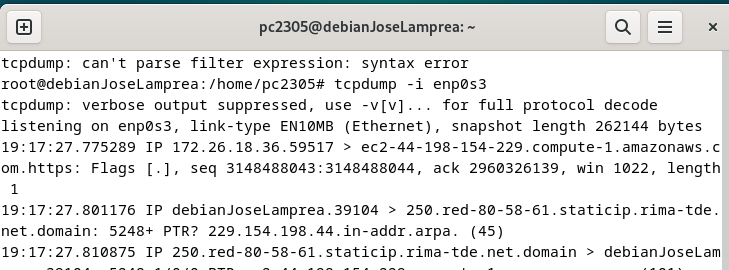 pc2305@debianJoseLamprea: ~
tcpdump: can't parse filter expression: syntax error
root@debianJoseLamprea:/home/pc2305# tcpdump -i enp0s3
tcpdump: verbose output suppressed, use -v[v]... for full protocol decode
listening on enp0s3, link-type EN10MB (Ethernet), snapshot length 262144 bytes
19:17:27.775289 IP 172.26.18.36.59517 > ec2-44-198-154-229.compute-1.amazonaws.c
om.https: Flags [.], seq 3148488043:3148488044, ack 2960326139, win 1022, length
 1
19:17:27.801176 IP debianJoseLamprea.39104 > 250.red-80-58-61.staticip.rima-tde.
net.domain: 5248+ PTR? 229.154.198.44.in-addr.arpa. (45)
19:17:27.810875 IP 250.red-80-58-61.staticip.rima-tde.net.domain > debianJoseLam